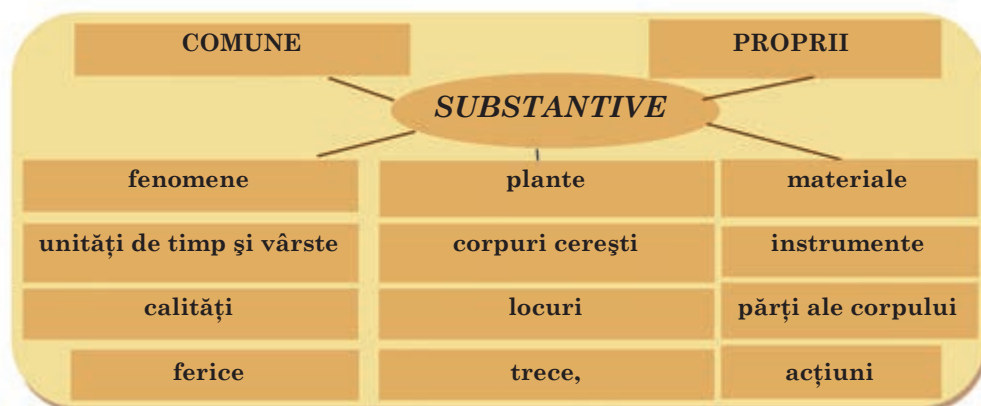 COMUNE
PROPRII
SUBSTANTIVE
fenomene
plante
materiale
unități de timp şi vârste
corpuri cereşti
instrumente
calități
locuri
părți ale corpului
ferice
trece,
acțiuni